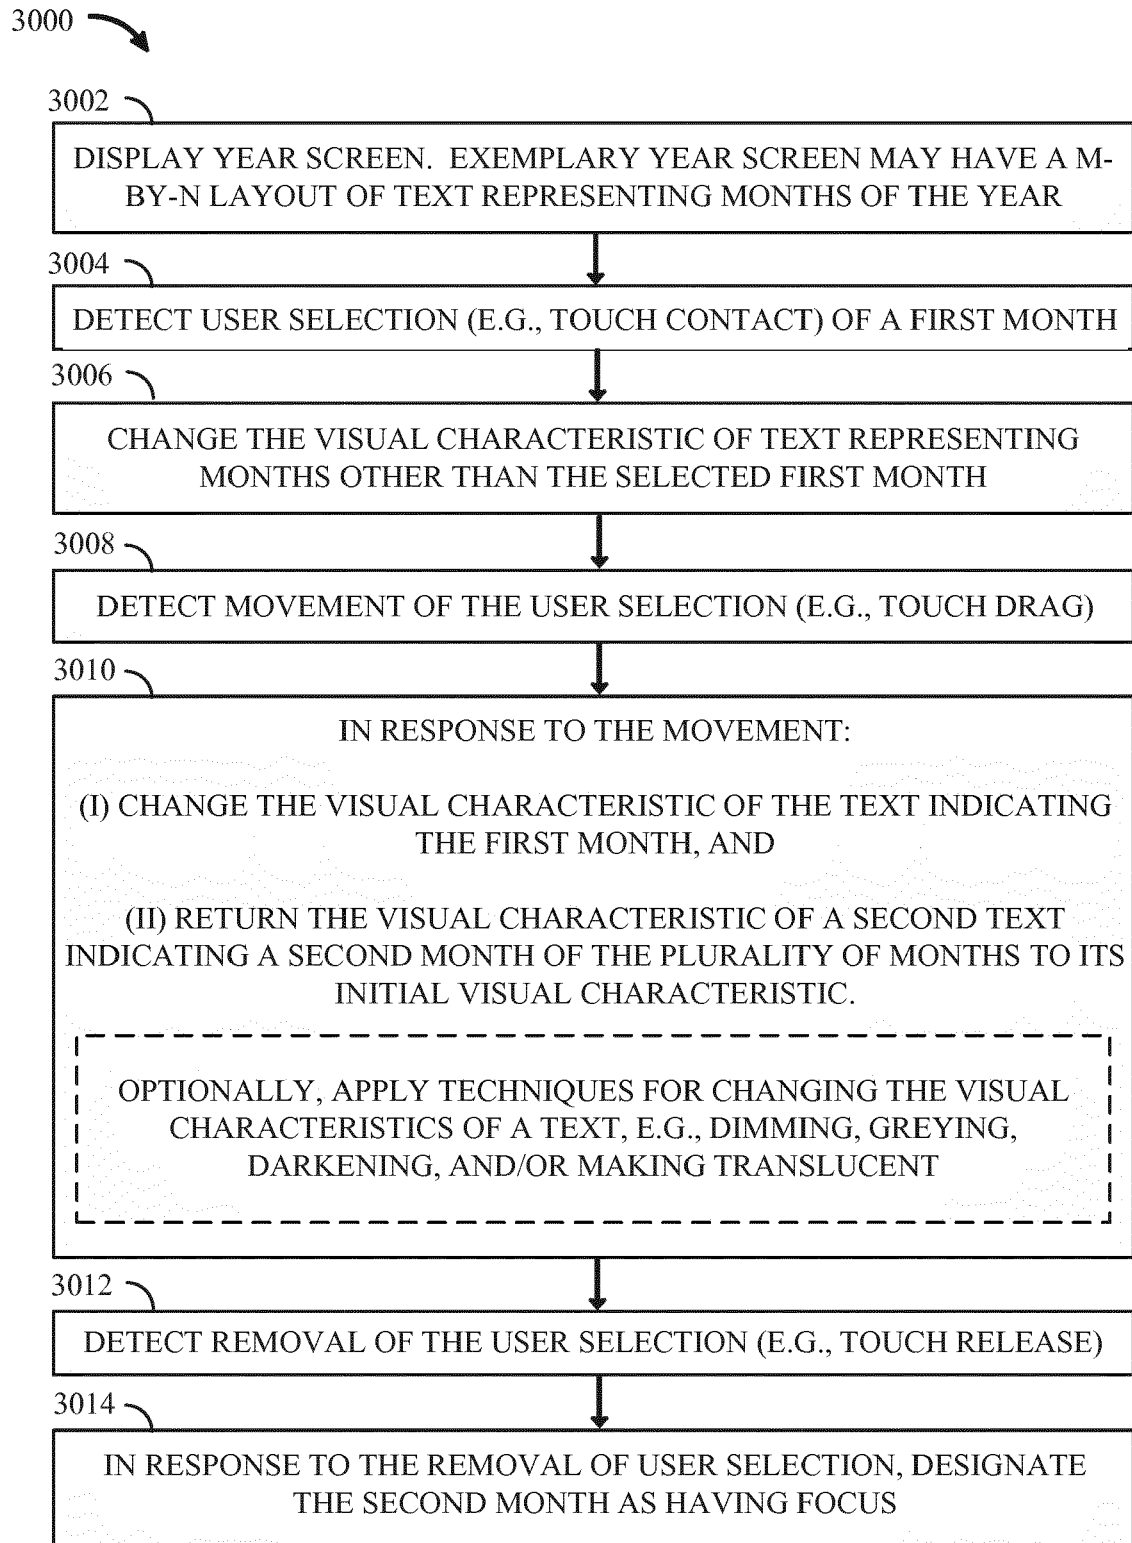 3000
3002
DISPLAY YEAR SCREEN. EXEMPLARY YEAR SCREEN MAY HAVE A M-
BY-N LAYOUT OF TEXT REPRESENTING MONTHS OF THE YEAR
3004
DETECT USER SELECTION (E.G., TOUCH CONTACT) OF A FIRST MONTH
3006
CHANGE THE VISUAL CHARACTERISTIC OF TEXT REPRESENTING
MONTHS OTHER THAN THE SELECTED FIRST MONTH
3008
DETECT MOVEMENT OF THE USER SELECTION (E.G., TOUCH DRAG)
3010
IN RESPONSE TO THE MOVEMENT:
(I) CHANGE THE VISUAL CHARACTERISTIC OF THE TEXT INDICATING
THE FIRST MONTH, AND
(II) RETURN THE VISUAL CHARACTERISTIC OF A SECOND TEXT
INDICATING A SECOND MONTH OF THE PLURALITY OF MONTHS TO ITS
INITIAL VISUAL CHARACTERISTIC.
OPTIONALLY, APPLY TECHNIQUES FOR CHANGING THE VISUAL
CHARACTERISTICS OF A TEXT, E.G., DIMMING, GREYING,
DARKENING, AND/OR MAKING TRANSLUCENT
3012
DETECT REMOVAL OF THE USER SELECTION (E.G., TOUCH RELEASE)
3014
IN RESPONSE TO THE REMOVAL OF USER SELECTION, DESIGNATE
THE SECOND MONTH AS HAVING FOCUS